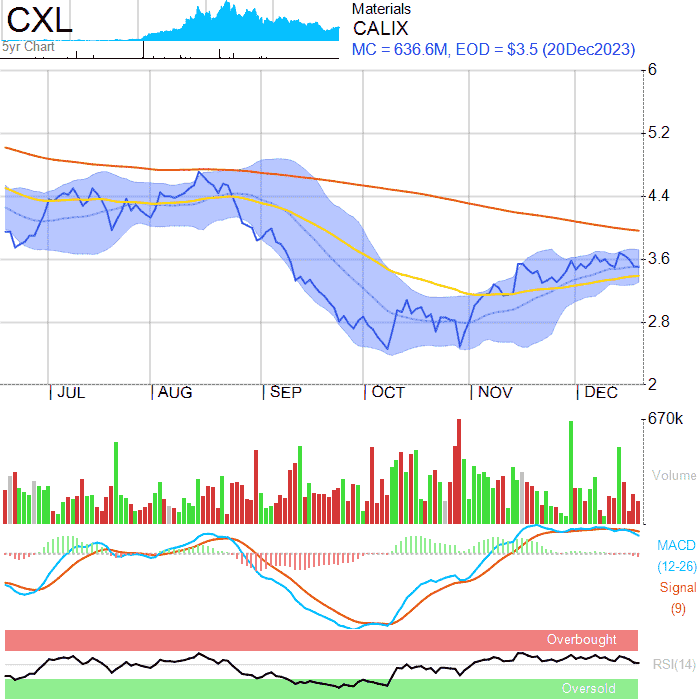 CXL
5yr Chart
Materials
CALIX
MC = 636.6M, EOD = $3.5 (20Dec2023)
6
5.2
4.4
3.6
2.8
2
JUL AUG SEP OCT NOV DEC
670k
Volume
MACD
(12-26)
Signal
(9)
Overbought
RSI(14)
Oversold